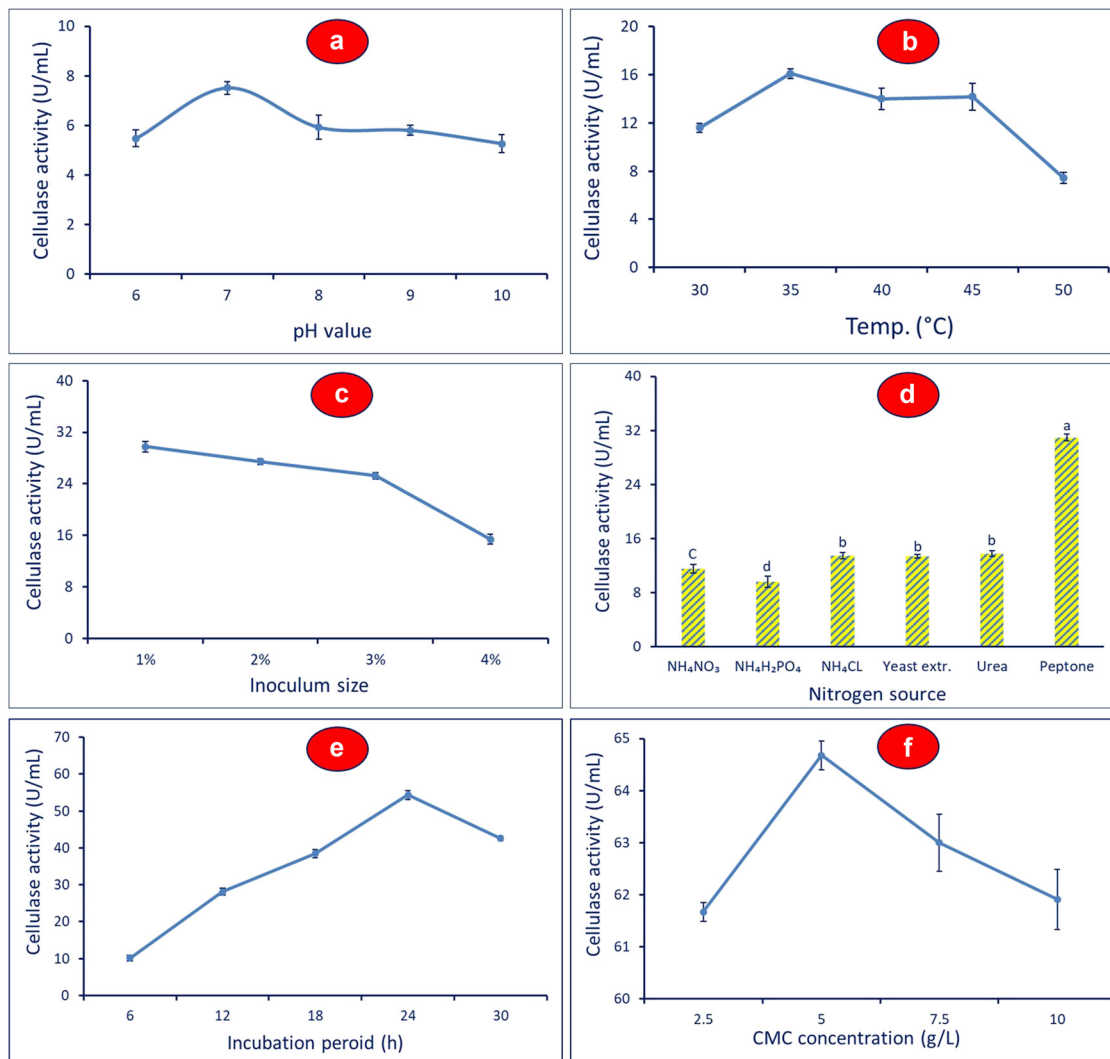 a
Cellulase activity (U/mL)
10
8
6
4
2
0
6 7 8 9 10
pH value
b
Cellulase activity (U/mL)
20
16
12
8
4
0
30 35 40 45 50
Temp. (°C)
c
Cellulase activity (U/mL)
40
32
24
16
8
0
1% 2% 3% 4%
Inoculum size
d
Cellulase activity (U/mL)
40
32
24
16
8
0
C d b b b a
NH₄NO₃ NH₄H₂PO₄ NH₄CL Yeast extr. Urea Peptone
Nitrogen source
e
Cellulase activity (U/mL)
70
60
50
40
30
20
10
0
6 12 18 24 30
Incubation peroid (h)
f
Cellulase activity (U/mL)
65
64
63
62
61
60
2.5 5 7.5 10
CMC concentration (g/L)